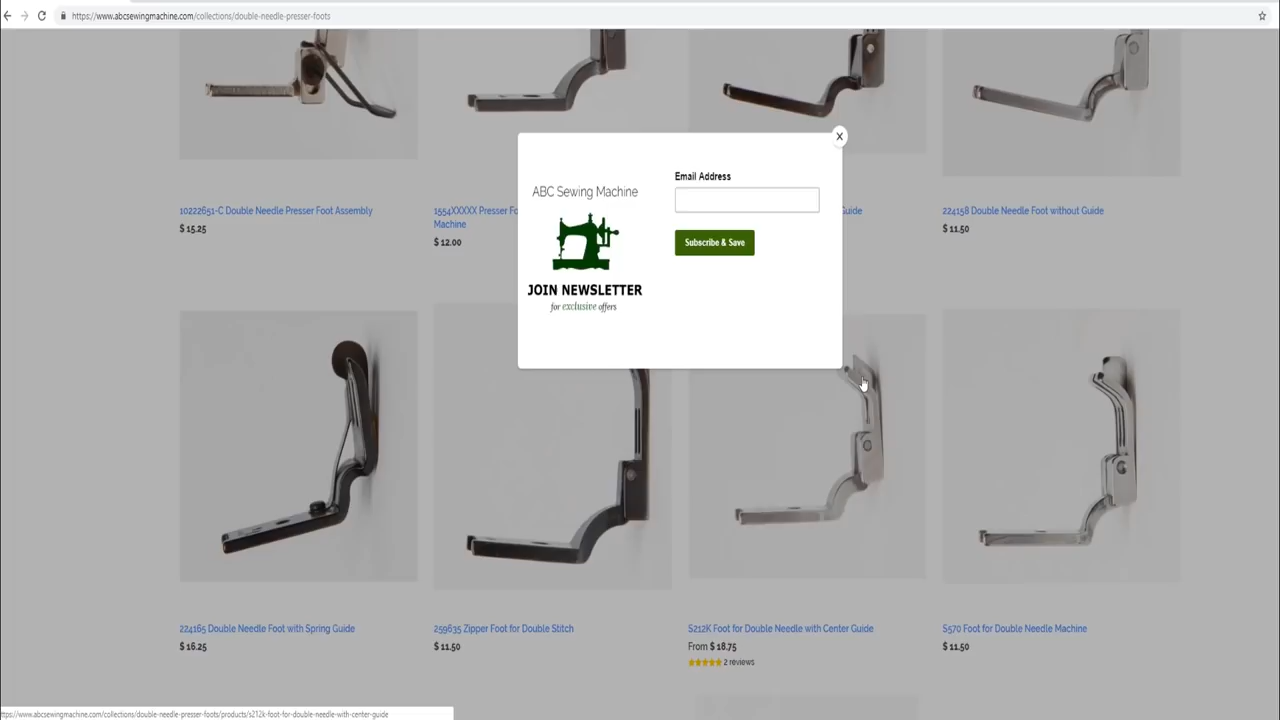 https://www.abcsewingmachine.com/collections/double-needle-presser-foots
X
ABC Sewing Machine
JOIN NEWSLETTER
for exclusive offers
Email Address
Subscribe & Save
10222651-C Double Needle Presser Foot Assembly
$ 15.25
1554XXXXX Presser
Machine
$ 12.00
Guide
224158 Double Needle Foot without Guide
$ 11.50
224165 Double Needle Foot with Spring Guide
$ 16.25
259635 Zipper Foot for Double Stitch
$ 11.50
S212K Foot for Double Needle with Center Guide
From $ 18.75
2 reviews
S570 Foot for Double Needle Machine
$ 11.50
https://www.abcsewingmachine.com/collections/double-needle-presser-foots/products/s212k-foot-for-double-needle-with-center-guide